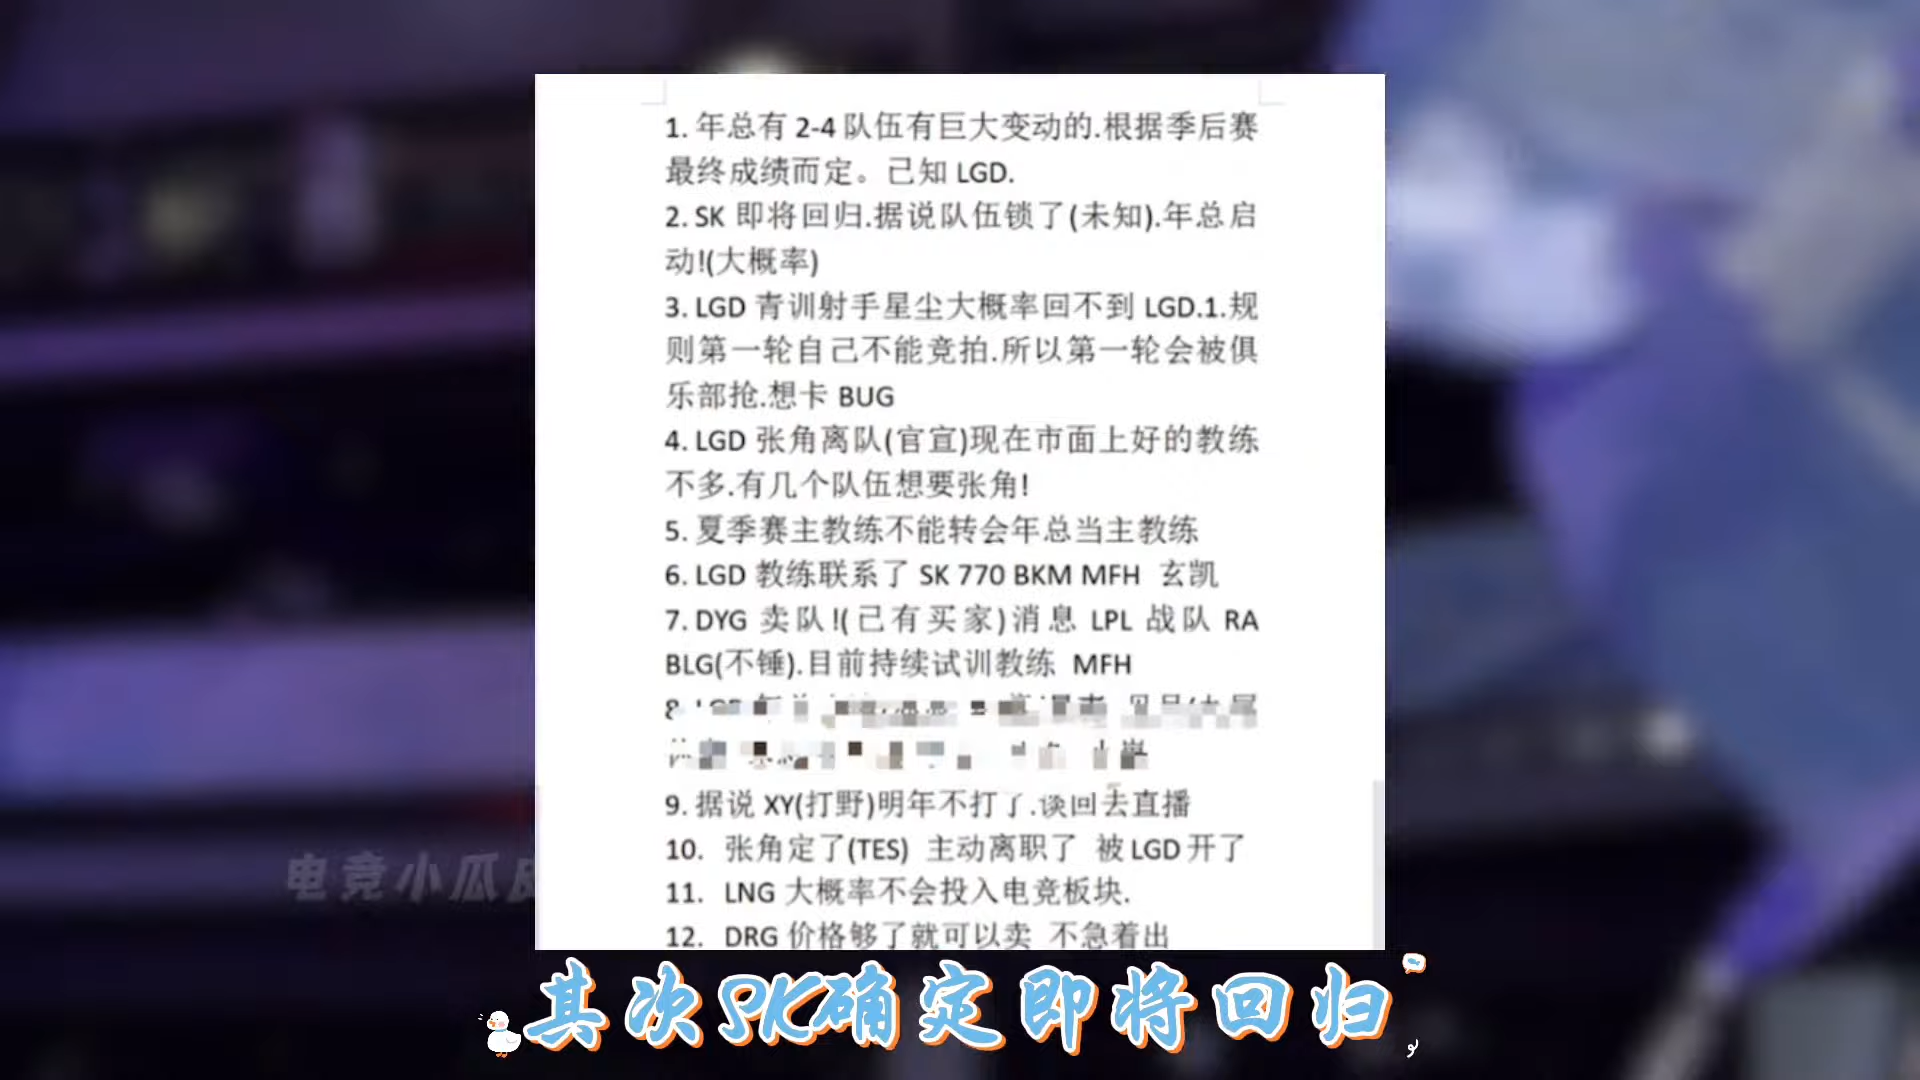 1. 年总有 2-4 队伍有巨大变动的.根据季后赛
最终成绩而定。已知 LGD.
2. SK 即将回归.据说队伍锁了(未知).年总启
动!(大概率)
3. LGD 青训射手星尘大概率回不到 LGD.1.规
则第一轮自己不能竞拍.所以第一轮会被俱
乐部抢.想卡 BUG
4. LGD 张角离队(官宣)现在市面上好的教练
不多.有几个队伍想要张角!
5. 夏季赛主教练不能转会年总当主教练
6. LGD 教练联系了 SK 770 BKM MFH 玄凯
7. DYG 卖队!(已有买家)消息 LPL 战队 RA
BLG(不锤).目前持续试训教练 MFH
9. 据说 XY(打野)明年不打了.谈回去直播
10. 张角定了(TES) 主动离职了 被 LGD 开了
11. LNG 大概率不会投入电竞板块.
12. DRG 价格够了就可以卖 不急着出
电竞小瓜皮
其次SK确定即将回归